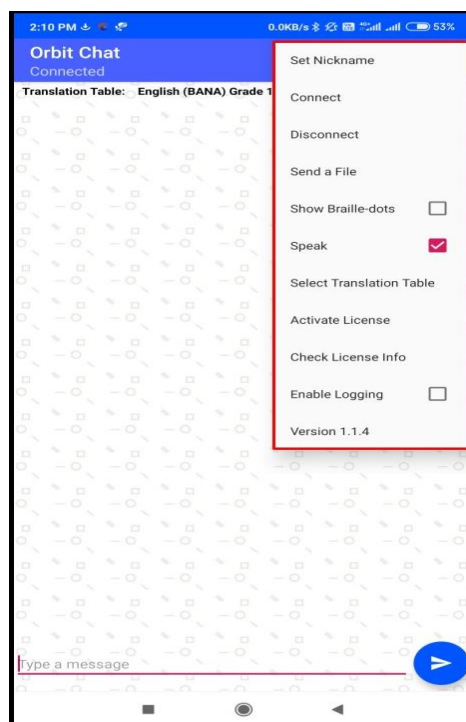 2:10 PM
0.0KB/s
53%
Orbit Chat
Connected
Translation Table: English (BANA) Grade 1
Set Nickname
Connect
Disconnect
Send a File
Show Braille-dots
Speak
Select Translation Table
Activate License
Check License Info
Enable Logging
Version 1.1.4
Type a message